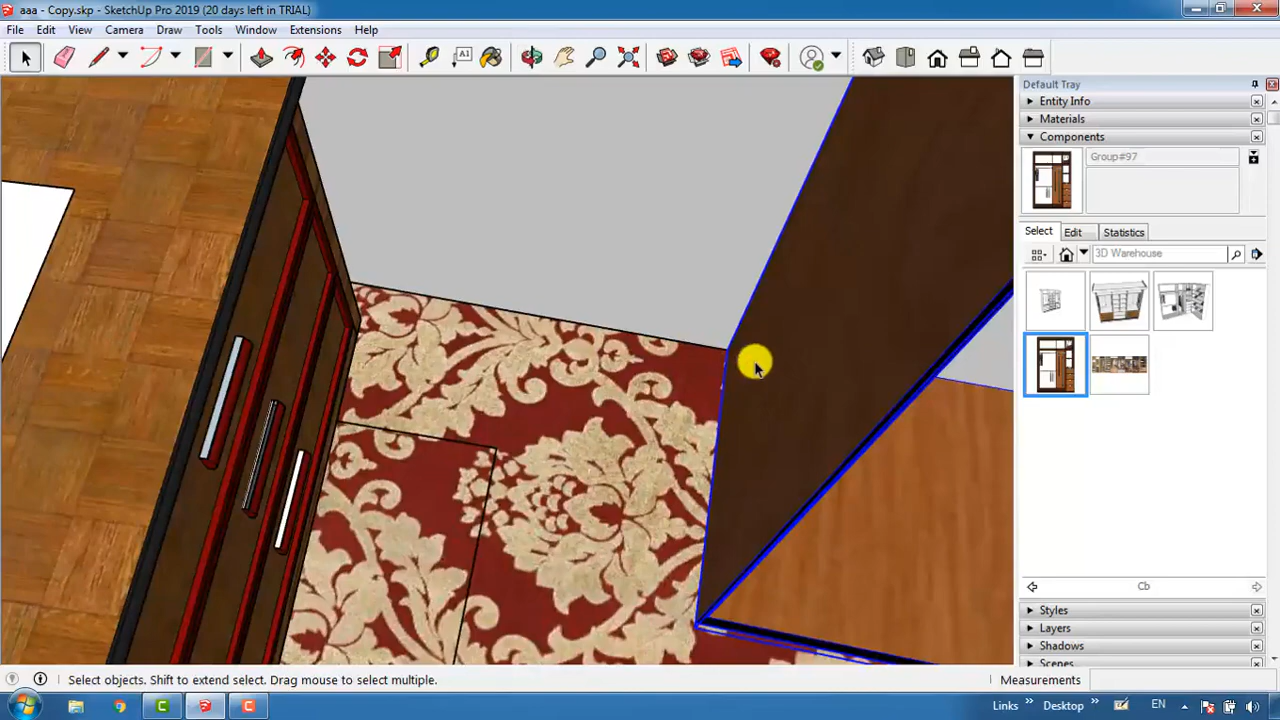 aaa - Copy.skp - SketchUp Pro 2019 (20 days left in TRIAL)
File Edit View Camera Draw Tools Window Extensions Help
A1
Default Tray
Entity Info
Materials
Components
Group#97
Select Edit Statistics
3D Warehouse
Cb
Styles
Layers
Shadows
Scenes
Select objects. Shift to extend select. Drag mouse to select multiple.
Measurements
Links » Desktop » EN